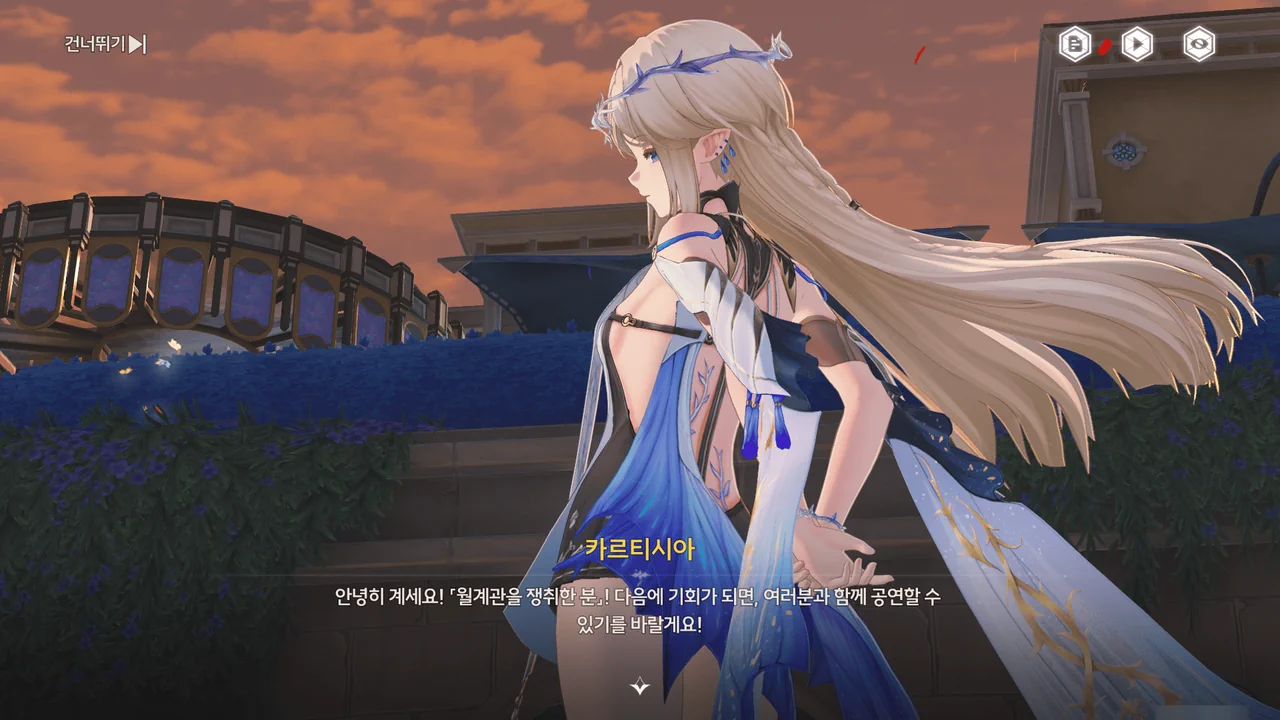 건너뛰기
카르티시아
안녕히 계세요! 「월계관을 쟁취한 분」! 다음에 기회가 되면, 여러분과 함께 공연할 수
있기를 바랄게요!